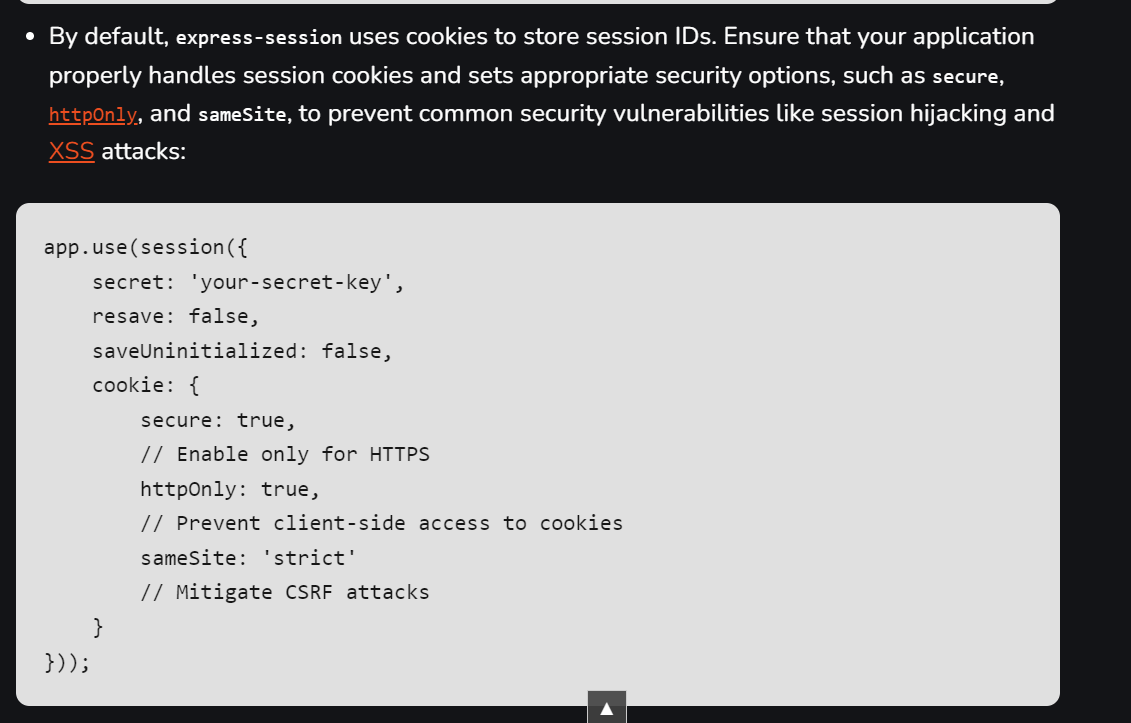 • By default, express-session uses cookies to store session IDs. Ensure that your application
properly handles session cookies and sets appropriate security options, such as secure,
httpOnly, and sameSite, to prevent common security vulnerabilities like session hijacking and
XSS attacks:
app.use(session({
    secret: 'your-secret-key',
    resave: false,
    saveUninitialized: false,
    cookie: {
        secure: true,
        // Enable only for HTTPS
        httpOnly: true,
        // Prevent client-side access to cookies
        sameSite: 'strict'
        // Mitigate CSRF attacks
    }
}));